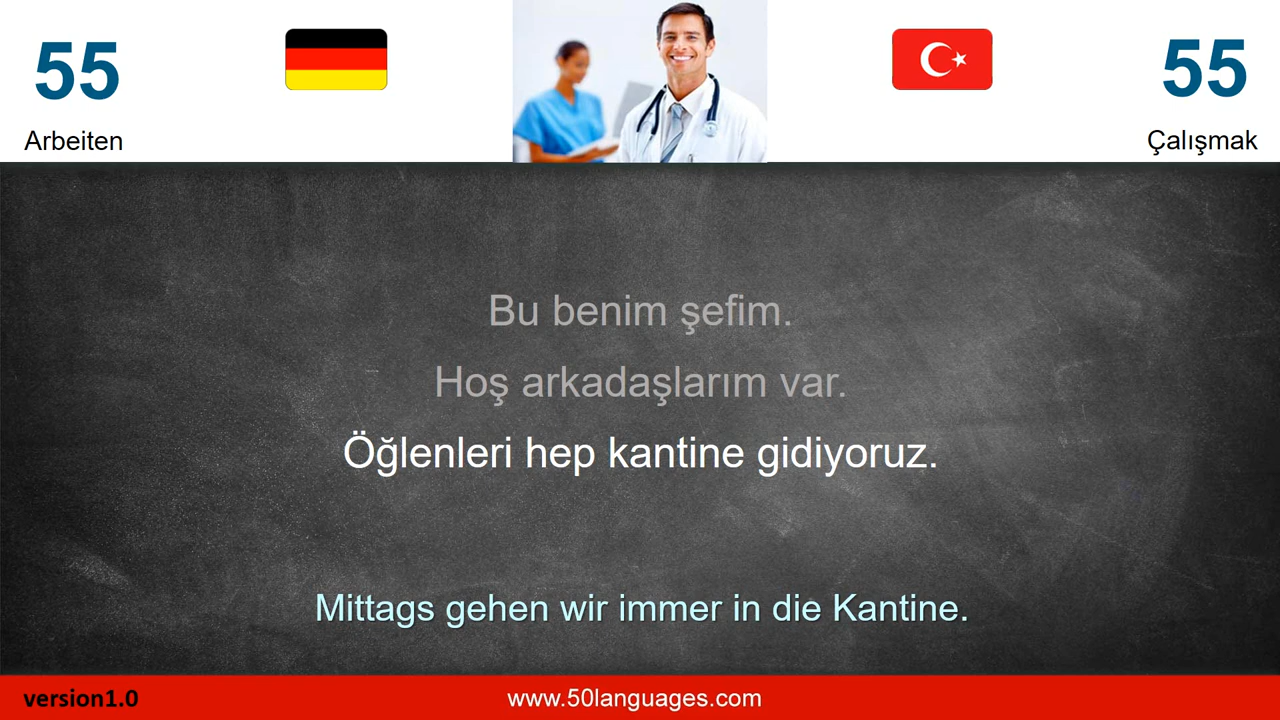 55
Arbeiten
55
Çalışmak
Bu benim şefim.
Hoş arkadaşlarım var.
Öğlenleri hep kantine gidiyoruz.
Mittags gehen wir immer in die Kantine.
version1.0
www.50languages.com